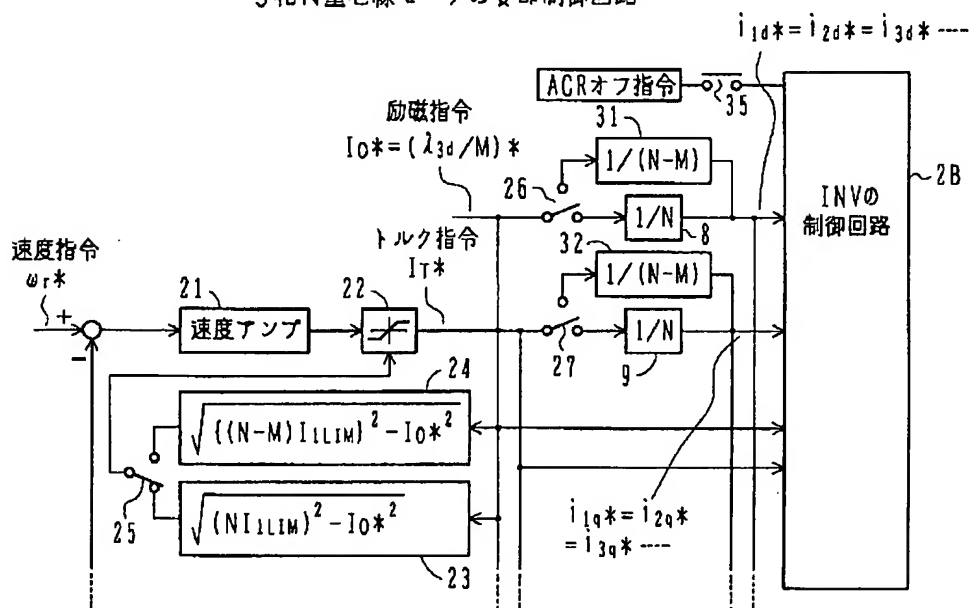 i1d*=i2d*=i3d* ----
ACRオフ指令
35
励磁指令
I0*=(λ3d/M)*
31
1/(N-M)
26
1/N
8
INVの
制御回路
2B
速度指令
ωr*
トルク指令
IT*
32
1/(N-M)
+
-
21
速度アンプ
22
27
1/N
9
24
√{(N-M)I1LIM}2-I0*2
25
√(NI1LIM)2-I0*2
23
i1q*=i2q*
=i3q* ----